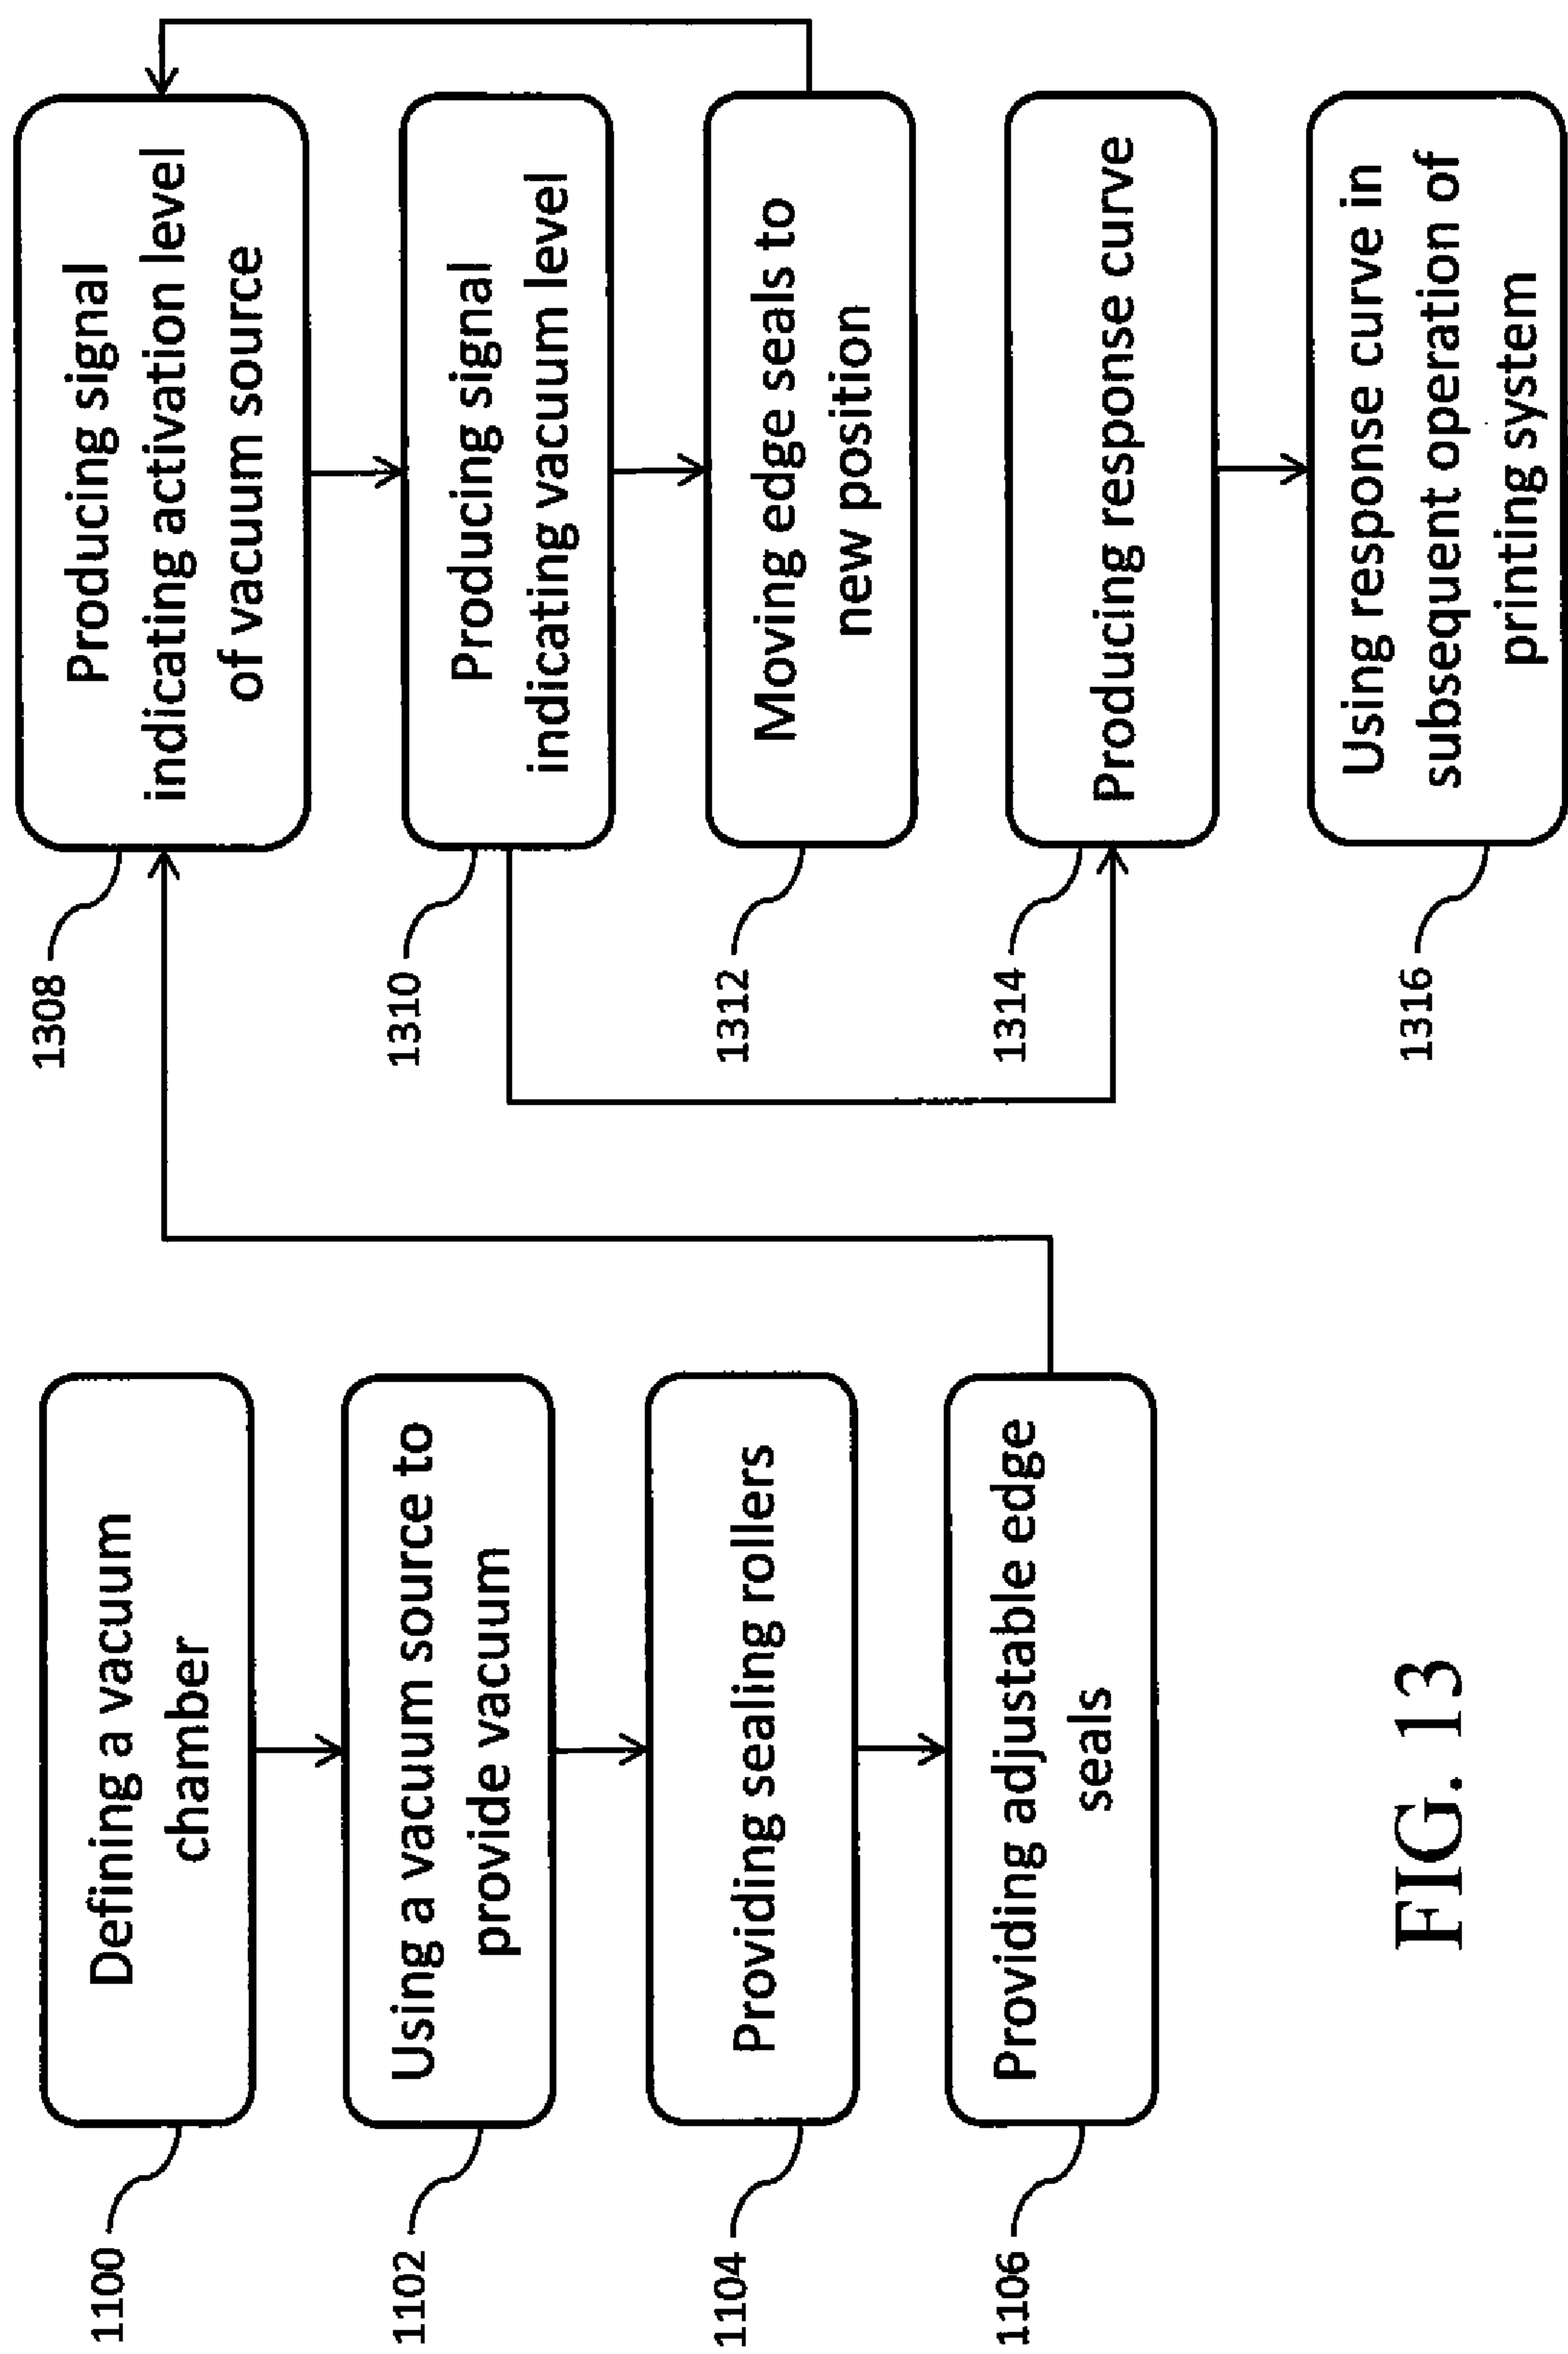 1100
Defining a vacuum
chamber
1102
Using a vacuum source to
provide vacuum
1104
Providing sealing rollers
1106
Providing adjustable edge
seals
1308
Producing signal
indicating activation level
of vacuum source
1310
Producing signal
indicating vacuum level
1312
Moving edge seals to
new position
1314
Producing response curve
1316
Using response curve in
subsequent operation of
printing system
FIG. 13